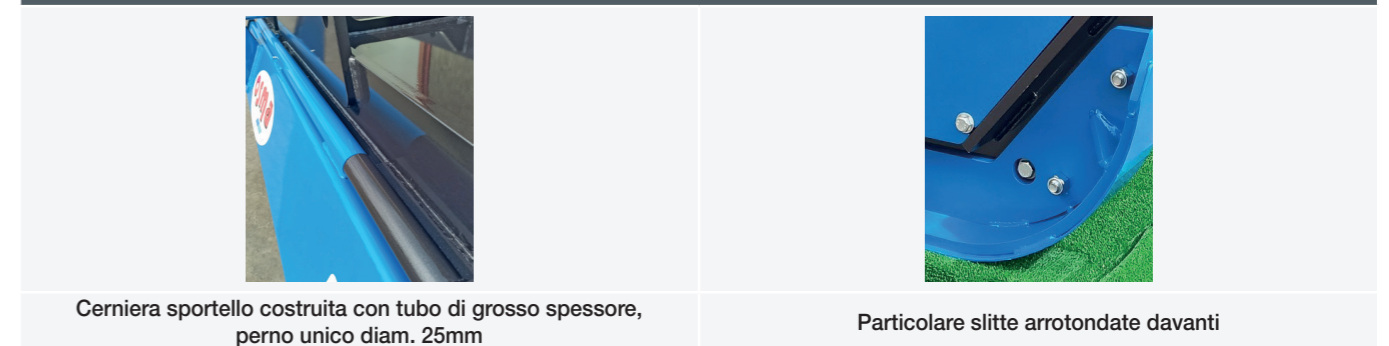 Cerniera sportello costruita con tubo di grosso spessore,
perno unico diam. 25mm
Particolare slitte arrotondate davanti